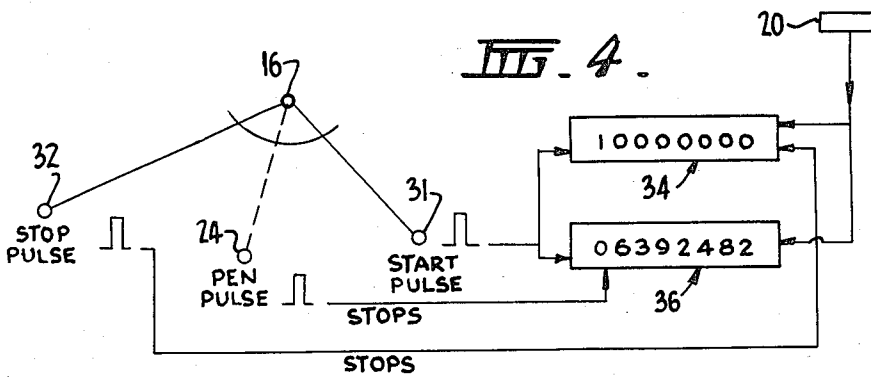 FIG. 4.
20
16
10000000
34
32
31
24
STOP
PULSE
PEN
PULSE
START
PULSE
06392482
36
STOPS
STOPS